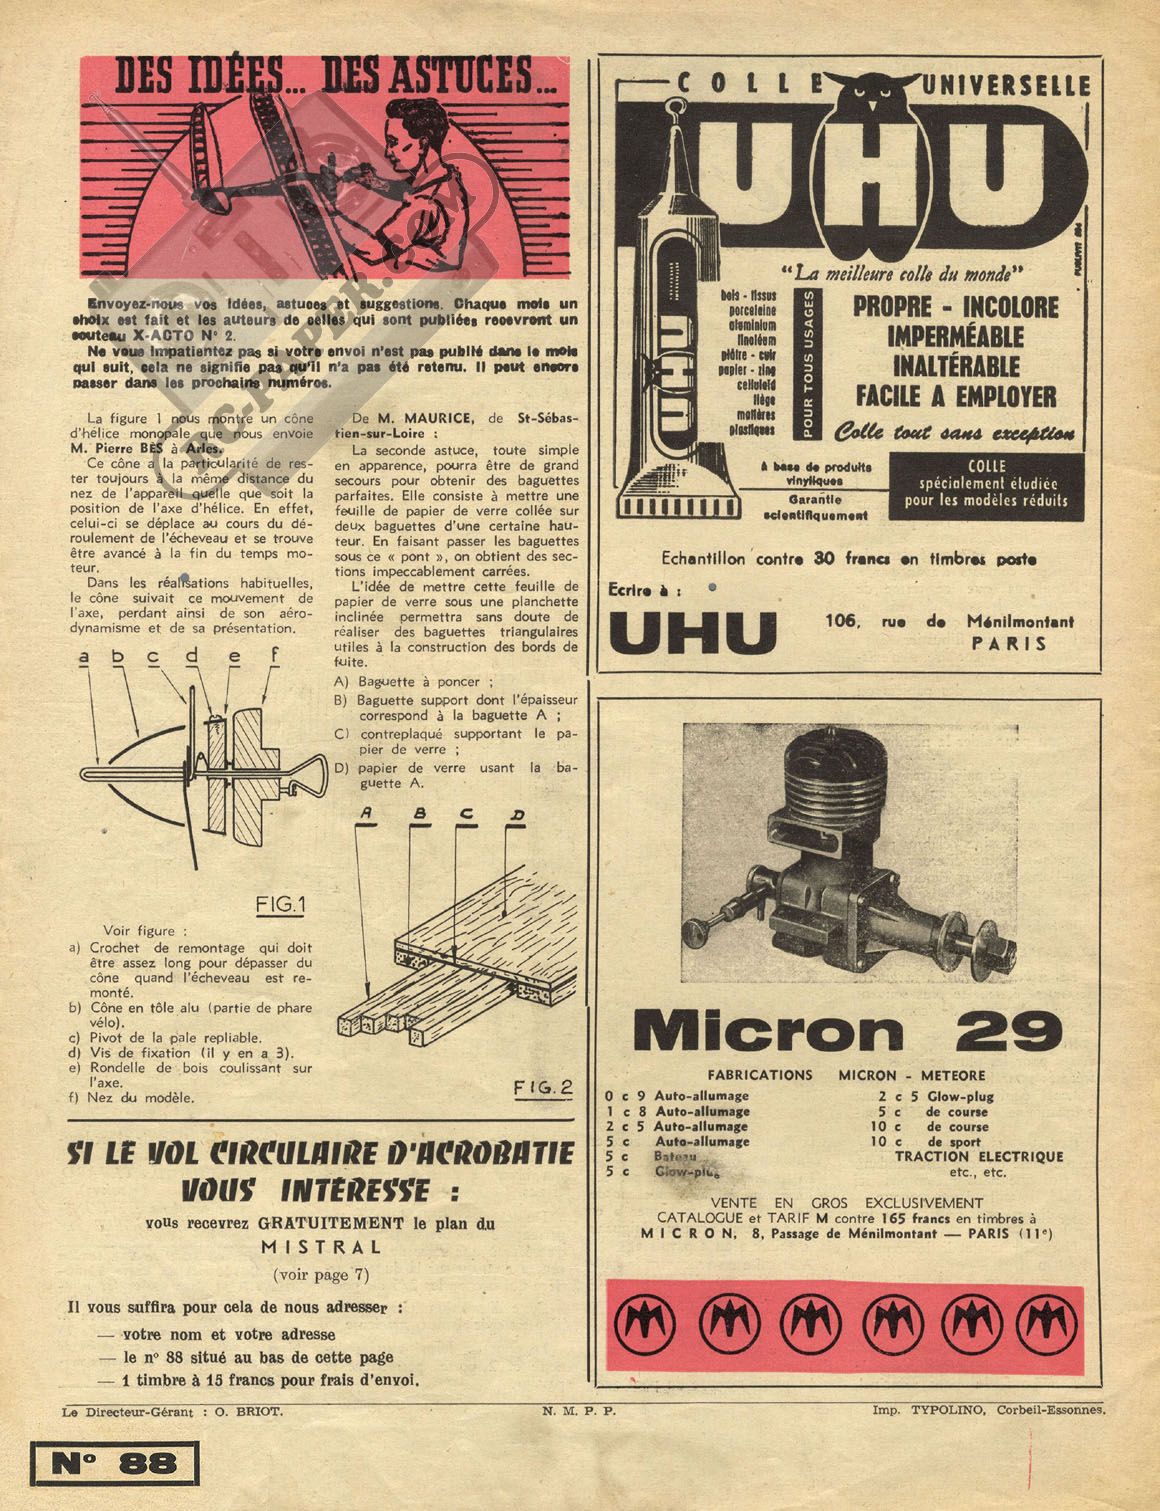 DES IDÉES... DES ASTUCES...
Envoyez-nous vos idées, astuces et suggestions. Chaque mois un
choix est fait et les auteurs de celles qui sont publiées recevront un
couteau X-ACTO N° 2.
Ne vous impatientez pas si votre envoi n'est pas publié dans le mois
qui suit, cela ne signifie pas qu'il n'a pas été retenu. Il peut encore
passer dans les prochains numéros.
La figure 1 nous montre un cône
d'hélice monopale que nous envoie
M. Pierre BÈS à Arles.
Ce cône a la particularité de res-
ter toujours à la même distance du
nez de l'appareil quelle que soit la
position de l'axe d'hélice. En effet,
celui-ci se déplace au cours du dé-
roulement de l'écheveau et se trouve
être avancé à la fin du temps mo-
teur.
Dans les réalisations habituelles,
le cône suivait ce mouvement de
l'axe, perdant ainsi de son aéro-
dynamisme et de sa présentation.
a b c d e f
FIG.1
Voir figure :
a) Crochet de remontage qui doit
être assez long pour dépasser du
cône quand l'écheveau est re-
monté.
b) Cône en tôle alu (partie de phare
vélo).
c) Pivot de la pale repliable.
d) Vis de fixation (il y en a 3).
e) Rondelle de bois coulissant sur
l'axe.
f) Nez du modèle.
De M. MAURICE, de St-Sébas-
tien-sur-Loire :
La seconde astuce, toute simple
en apparence, pourra être de grand
secours pour obtenir des baguettes
parfaites. Elle consiste à mettre une
feuille de papier de verre collée sur
deux baguettes d'une certaine hau-
teur. En faisant passer les baguettes
sous ce « pont », on obtient des sec-
tions impeccablement carrées.
L'idée de mettre cette feuille de
papier de verre sous une planchette
inclinée permettra sans doute de
réaliser des baguettes triangulaires
utiles à la construction des bords de
fuite.
A) Baguette à poncer ;
B) Baguette support dont l'épaisseur
correspond à la baguette A ;
C) contreplaqué supportant le pa-
pier de verre ;
D) papier de verre usant la ba-
guette A.
A B C D
FIG.2
SI LE VOL CIRCULAIRE D'ACROBATIE
VOUS INTÉRESSE :
vous recevrez GRATUITEMENT le plan du
MISTRAL
(voir page 7)
Il vous suffira pour cela de nous adresser :
— votre nom et votre adresse
— le n° 88 situé au bas de cette page
— 1 timbre à 15 francs pour frais d'envoi.
COLLE UNIVERSELLE
UHU
PUBLIVIT
"La meilleure colle du monde"
UHU
bois - tissus
porcelaine
aluminium
linoléum
plâtre - cuir
papier - zinc
celluloïd
liège
matières
plastiques
POUR TOUS USAGES
PROPRE - INCOLORE
IMPERMÉABLE
INALTÉRABLE
FACILE A EMPLOYER
Colle tout sans exception
A base de produits
vinyliques
Garantie
scientifiquement
COLLE
spécialement étudiée
pour les modèles réduits
Echantillon contre 30 francs en timbres poste
Ecrire à :
UHU 106, rue de Ménilmontant
PARIS
Micron 29
FABRICATIONS MICRON - METEORE
0 c 9 Auto-allumage
1 c 8 Auto-allumage
2 c 5 Auto-allumage
5 c Auto-allumage
5 c Bateau
5 c Glow-plug
2 c 5 Glow-plug
5 c de course
10 c de course
10 c de sport
TRACTION ELECTRIQUE
etc., etc.
VENTE EN GROS EXCLUSIVEMENT
CATALOGUE et TARIF M contre 165 francs en timbres à
MICRON, 8, Passage de Ménilmontant — PARIS (11e)
Le Directeur-Gérant : O. BRIOT. N. M. P. P. Imp. TYPOLINO, Corbeil-Essonnes.
N° 88